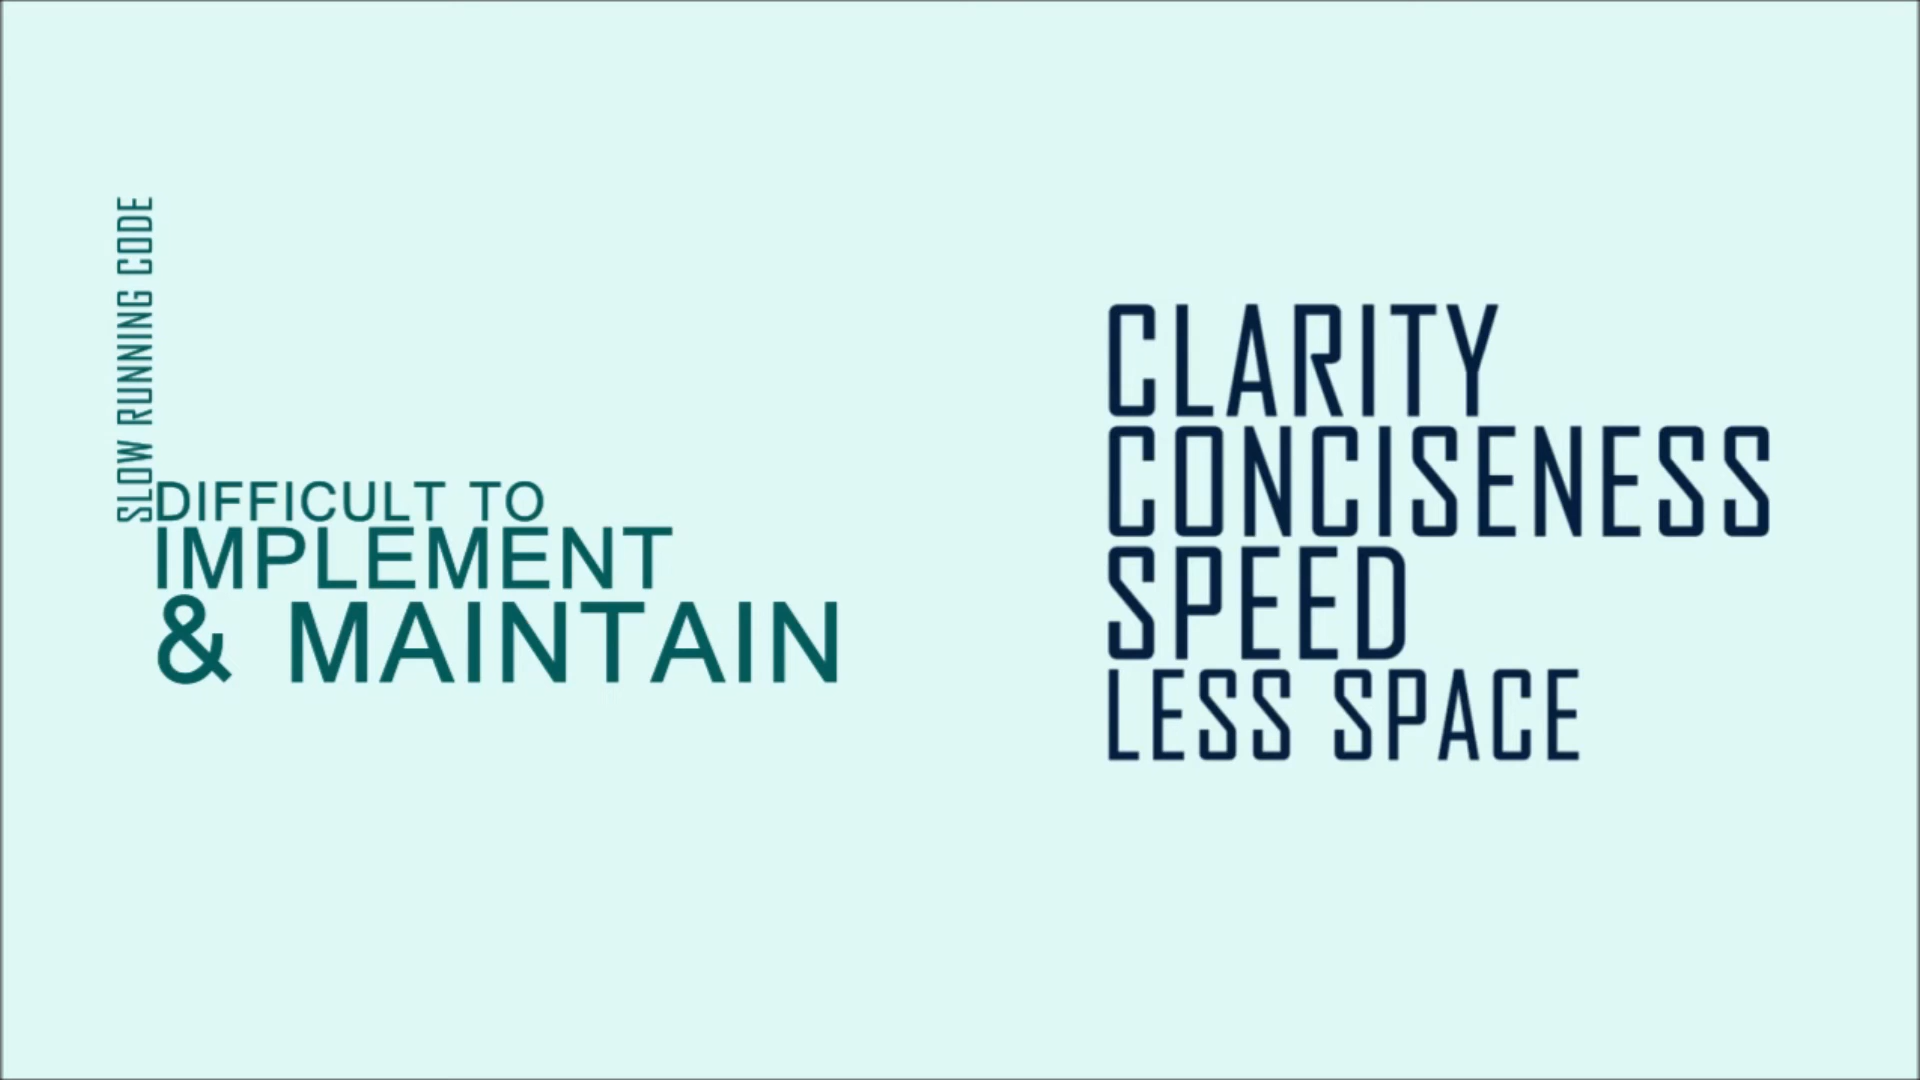 SLOW RUNNING CODE
DIFFICULT TO
IMPLEMENT
& MAINTAIN
CLARITY
CONCISENESS
SPEED
LESS SPACE